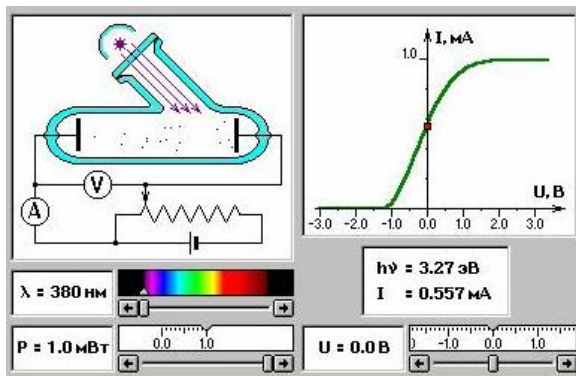 V
A
λ = 380 нм
P = 1.0 мВт
0.0 1.0
I, мА
1.0
U, В
-3.0 -2.0 -1.0 0.0 1.0 2.0 3.0
hν = 3.27 эВ
I = 0.557 мА
U = 0.0 В
-1.0 0.0 1.0